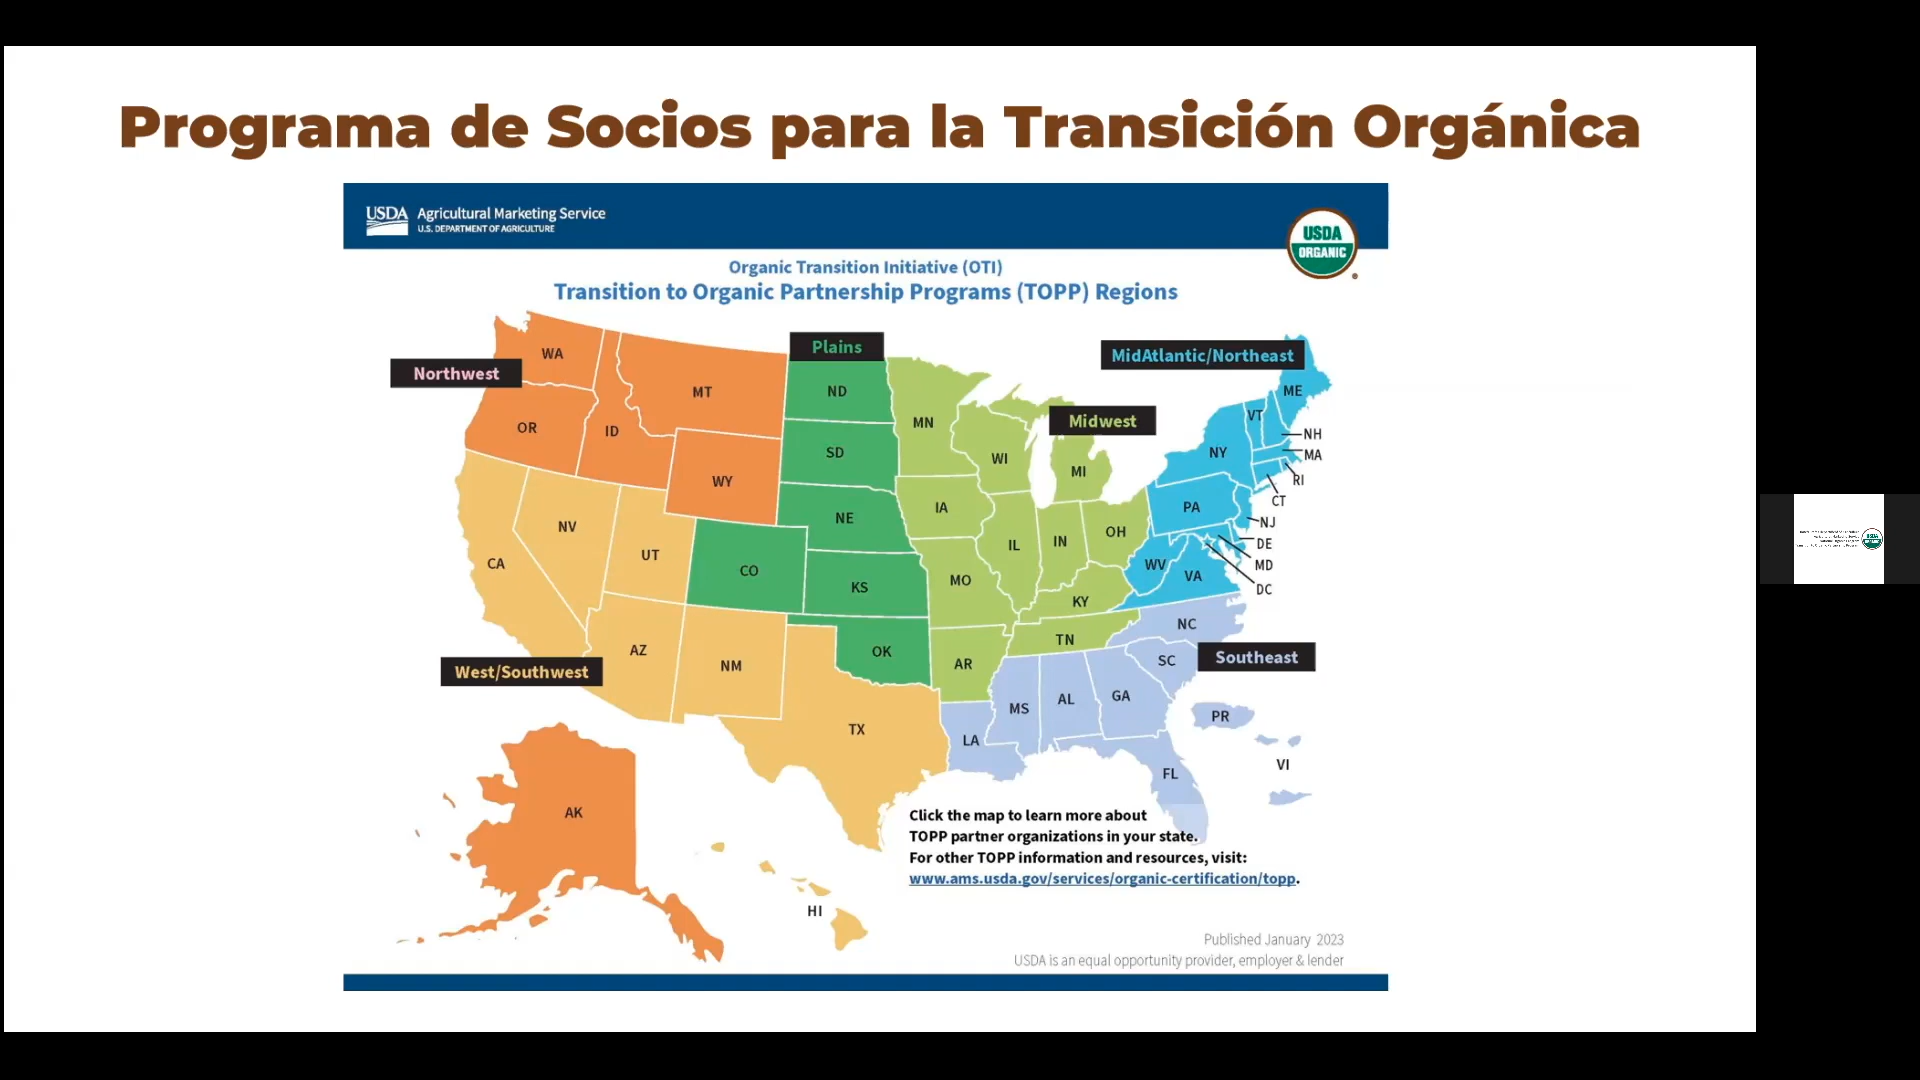 Programa de Socios para la Transición Orgánica
USDA
Agricultural Marketing Service
U.S. DEPARTMENT OF AGRICULTURE
USDA
ORGANIC
Organic Transition Initiative (OTI)
Transition to Organic Partnership Programs (TOPP) Regions
Northwest
Plains
MidAtlantic/Northeast
Midwest
West/Southwest
Southeast
WA
OR
ID
MT
WY
AK
CA
NV
UT
AZ
NM
TX
HI
ND
SD
NE
CO
KS
OK
MN
WI
MI
IA
IL
IN
OH
MO
KY
TN
AR
ME
VT
NH
MA
RI
CT
NY
PA
NJ
DE
MD
DC
WV
VA
NC
SC
MS
AL
GA
LA
FL
PR
VI
Click the map to learn more about
TOPP partner organizations in your state.
For other TOPP information and resources, visit:
www.ams.usda.gov/services/organic-certification/topp.
Published January 2023
USDA is an equal opportunity provider, employer & lender